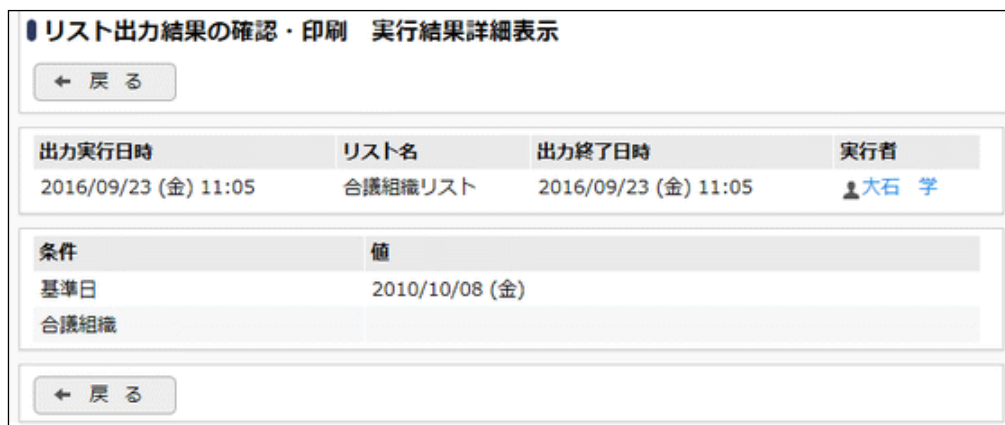 リスト出力結果の確認・印刷　実行結果詳細表示
← 戻 る
出力実行日時 リスト名 出力終了日時 実行者
2016/09/23 (金) 11:05 合議組織リスト 2016/09/23 (金) 11:05 大石　学
条件 値
基準日 2010/10/08 (金)
合議組織
← 戻 る